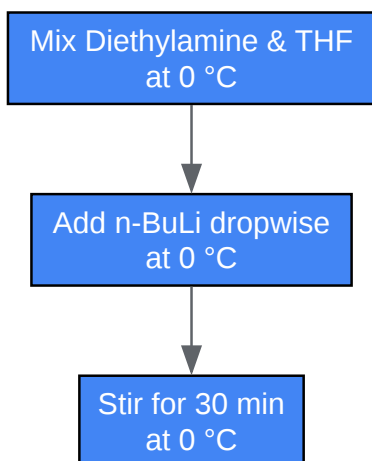 Mix Diethylamine & THF
at 0 °C
Add n-BuLi dropwise
at 0 °C
Stir for 30 min
at 0 °C